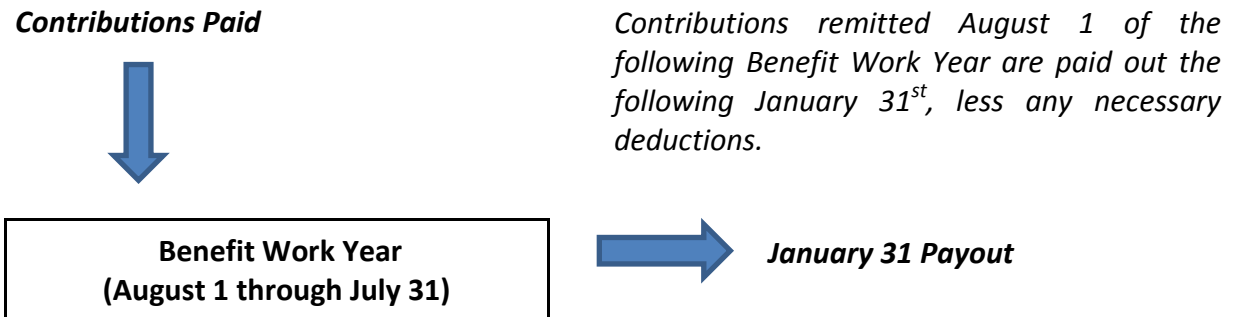 Contributions Paid
Contributions remitted August 1 of the
following Benefit Work Year are paid out the
following January 31st, less any necessary
deductions.
Benefit Work Year
(August 1 through July 31)
January 31 Payout